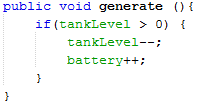 public void generate (){
if(tankLevel > 0) {
tankLevel--;
battery++;
}
}